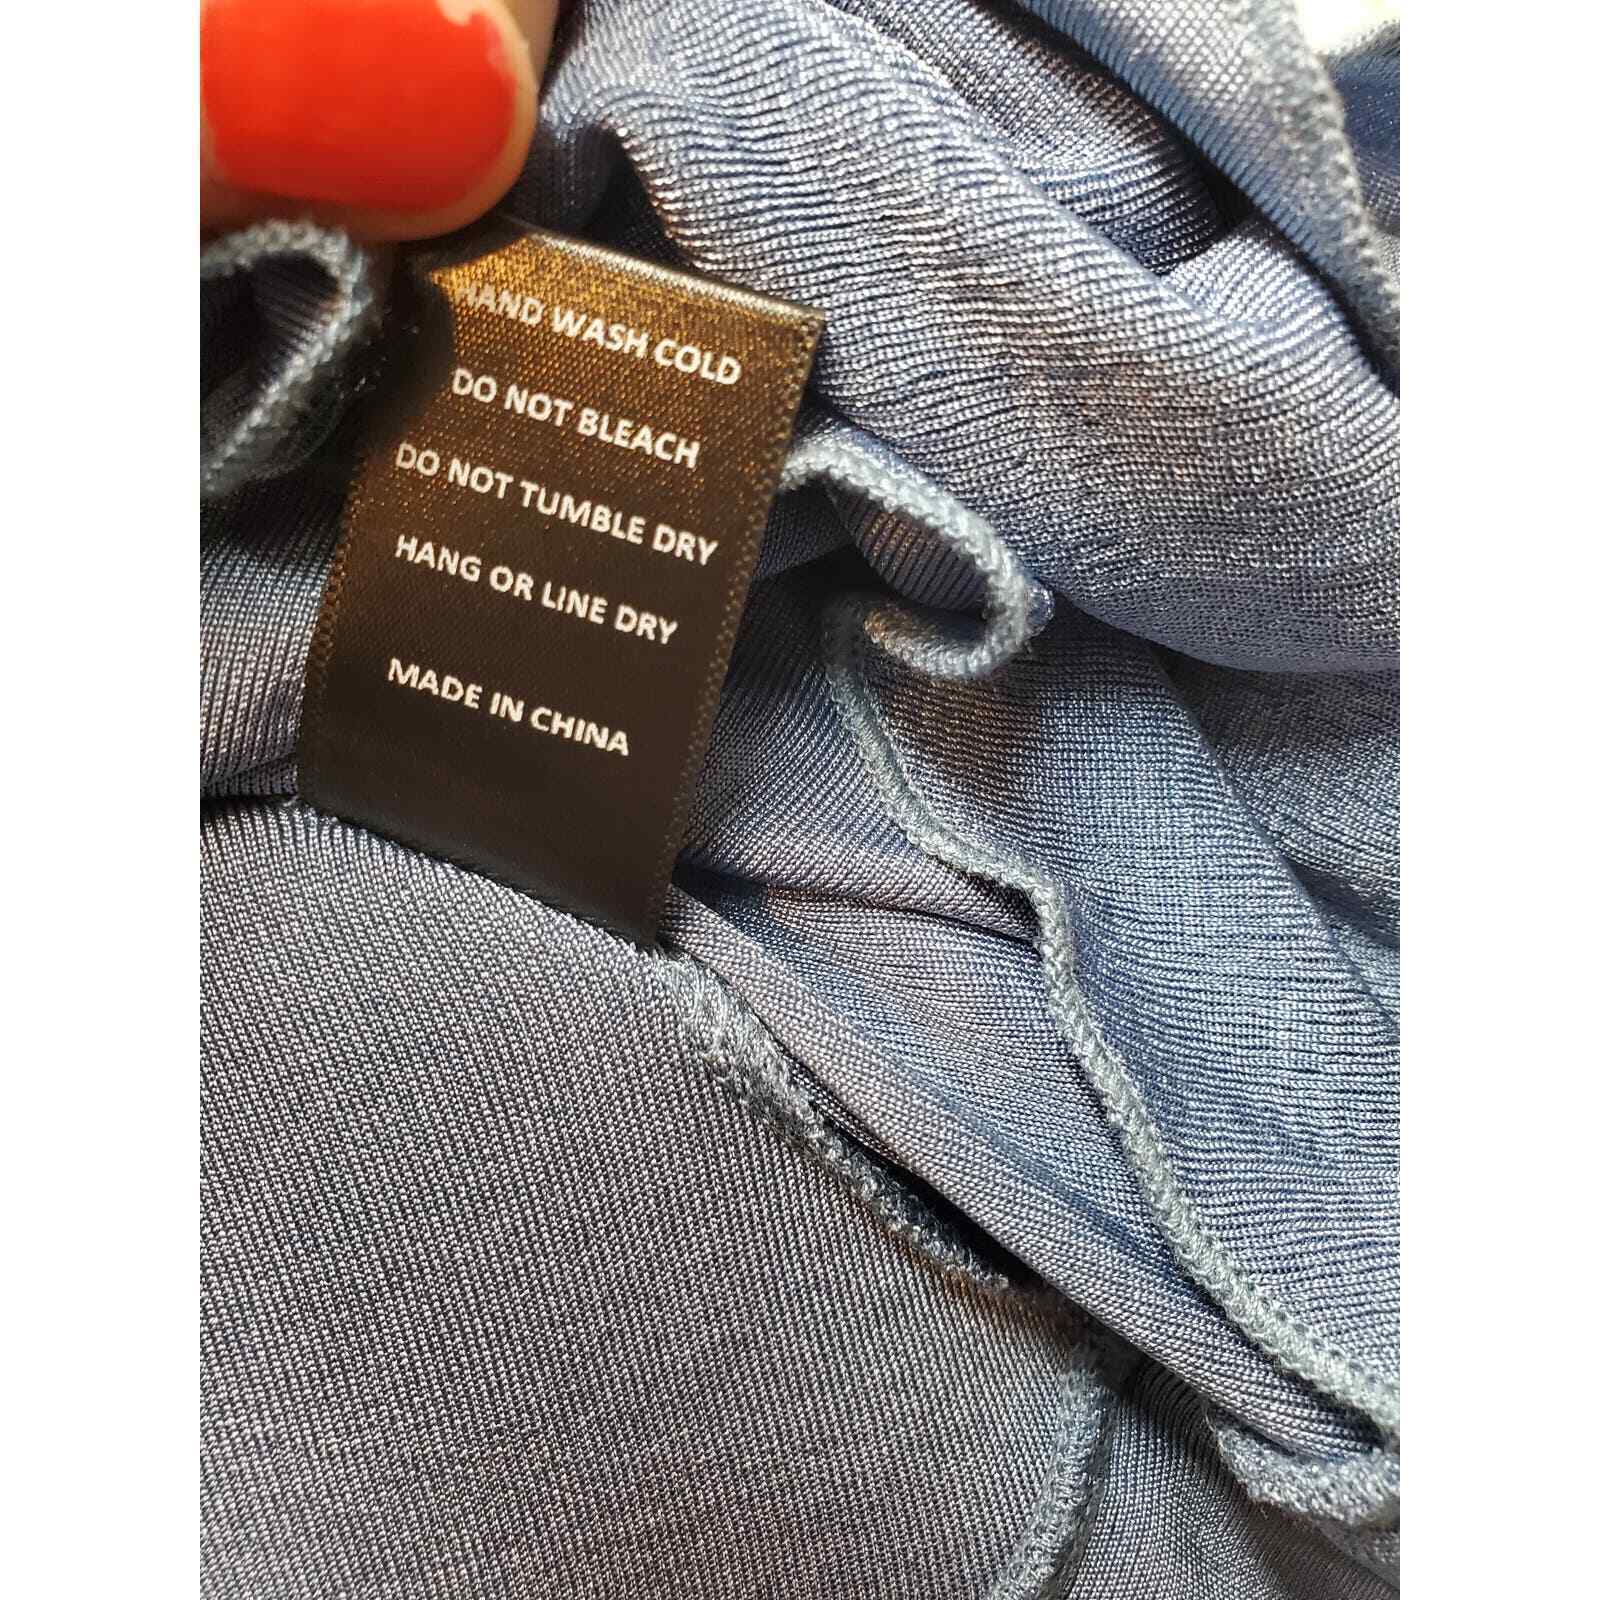 HAND WASH COLD
DO NOT BLEACH
DO NOT TUMBLE DRY
HANG OR LINE DRY
MADE IN CHINA